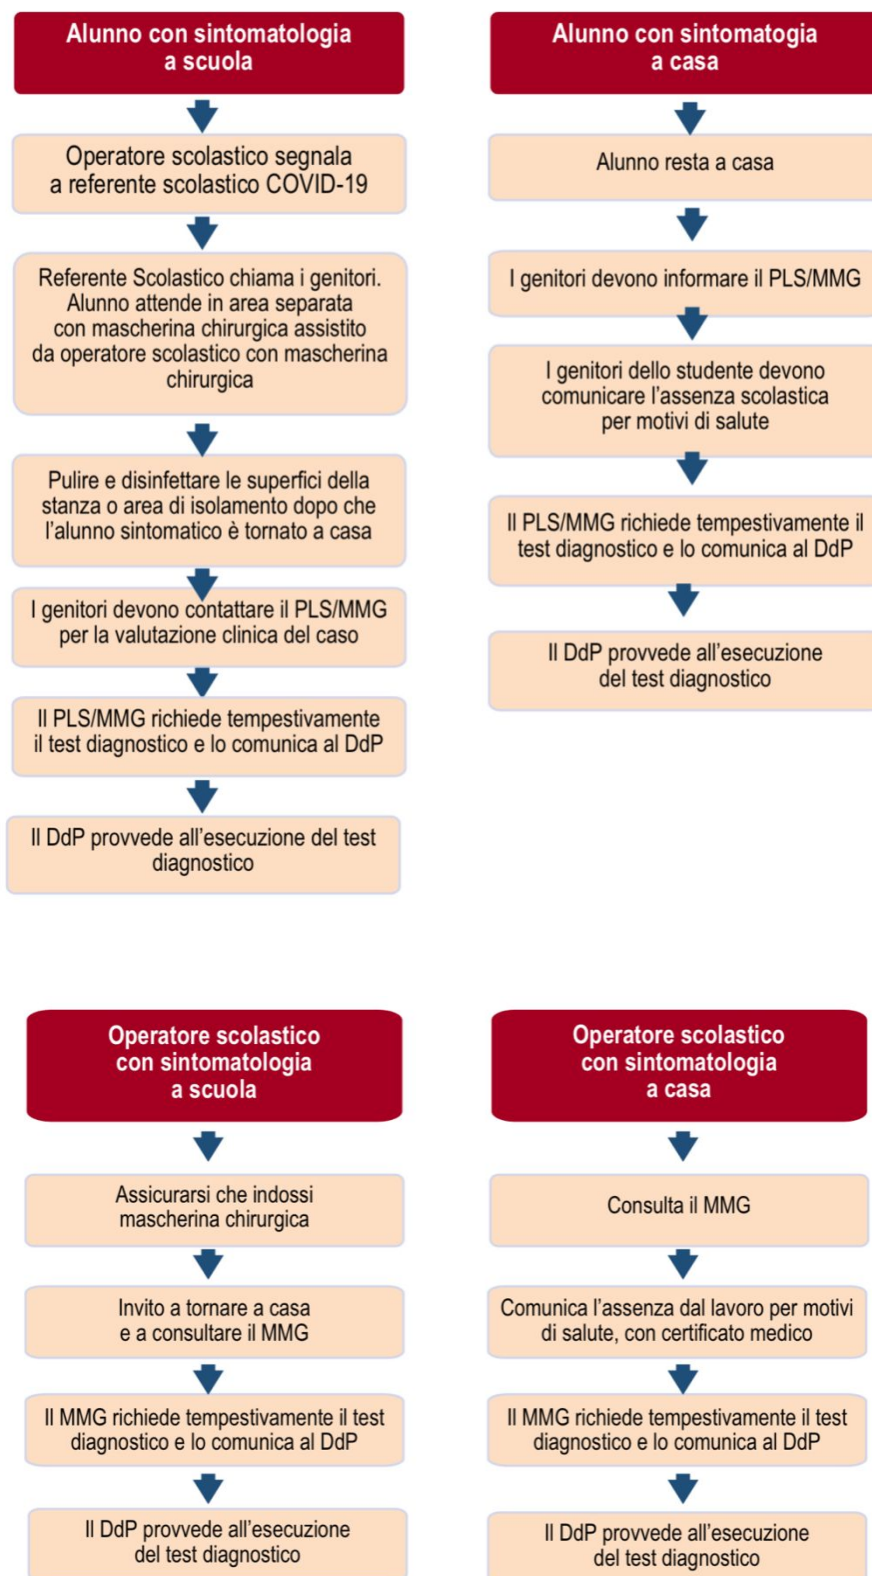 Alunno con sintomatologia
a scuola
Operatore scolastico segnala
a referente scolastico COVID-19
Referente Scolastico chiama i genitori.
Alunno attende in area separata
con mascherina chirurgica assistito
da operatore scolastico con mascherina
chirurgica
Pulire e disinfettare le superfici della
stanza o area di isolamento dopo che
l'alunno sintomatico è tornato a casa
I genitori devono contattare il PLS/MMG
per la valutazione clinica del caso
Il PLS/MMG richiede tempestivamente
il test diagnostico e lo comunica al DdP
Il DdP provvede all'esecuzione del test
diagnostico
Alunno con sintomatogia
a casa
Alunno resta a casa
I genitori devono informare il PLS/MMG
I genitori dello studente devono
comunicare l'assenza scolastica
per motivi di salute
Il PLS/MMG richiede tempestivamente il
test diagnostico e lo comunica al DdP
Il DdP provvede all'esecuzione
del test diagnostico
Operatore scolastico
con sintomatologia
a scuola
Assicurarsi che indossi
mascherina chirurgica
Invito a tornare a casa
e a consultare il MMG
Il MMG richiede tempestivamente il test
diagnostico e lo comunica al DdP
Il DdP provvede all'esecuzione
del test diagnostico
Operatore scolastico
con sintomatologia
a casa
Consulta il MMG
Comunica l'assenza dal lavoro per motivi
di salute, con certificato medico
Il MMG richiede tempestivamente il test
diagnostico e lo comunica al DdP
Il DdP provvede all'esecuzione
del test diagnostico